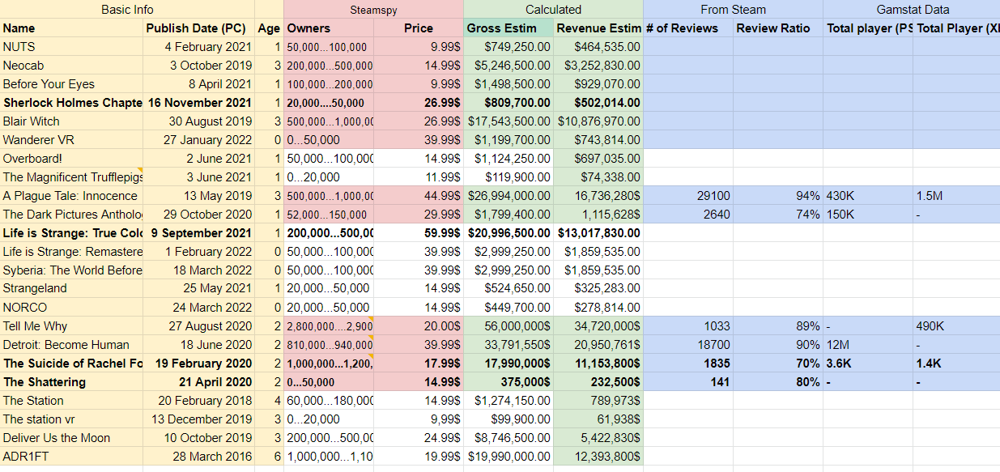 Basic Info Steamspy Calculated From Steam Gamstat Data
Name Publish Date (PC) Age Owners Price Gross Estim Revenue Estim # of Reviews Review Ratio Total player (PS Total Player (XI
NUTS 4 February 2021 1 50,000...100,000 9.99$ $749,250.00 $464,535.00
Neocab 3 October 2019 3 200,000...500,000 14.99$ $5,246,500.00 $3,252,830.00
Before Your Eyes 8 April 2021 1 100,000...200,000 9.99$ $1,498,500.00 $929,070.00
Sherlock Holmes Chapte 16 November 2021 1 20,000....50,000 26.99$ $809,700.00 $502,014.00
Blair Witch 30 August 2019 3 500,000...1,000,00 26.99$ $17,543,500.00 $10,876,970.00
Wanderer VR 27 January 2022 0 0...50,000 39.99$ $1,199,700.00 $743,814.00
Overboard! 2 June 2021 1 50,000...100,000 14.99$ $1,124,250.00 $697,035.00
The Magnificent Trufflepigs 3 June 2021 1 0...20,000 11.99$ $119,900.00 $74,338.00
A Plague Tale: Innocence 13 May 2019 3 500,000...1,000,00 44.99$ $26,994,000.00 16,736,280$ 29100 94% 430K 1.5M
The Dark Pictures Antholo 29 October 2020 1 52,000...150,000 29.99$ $1,799,400.00 1,115,628$ 2640 74% 150K -
Life is Strange: True Colo 9 September 2021 1 200,000...500,00 59.99$ $20,996,500.00 $13,017,830.00
Life is Strange: Remastere 1 February 2022 0 50,000...100,000 39.99$ $2,999,250.00 $1,859,535.00
Syberia: The World Before 18 March 2022 0 50,000...100,000 39.99$ $2,999,250.00 $1,859,535.00
Strangeland 25 May 2021 1 20,000...50,000 14.99$ $524,650.00 $325,283.00
NORCO 24 March 2022 0 20,000...50,000 14.99$ $449,700.00 $278,814.00
Tell Me Why 27 August 2020 2 2,800,000....2,900 20.00$ 56,000,000$ 34,720,000$ 1033 89% - 490K
Detroit: Become Human 18 June 2020 2 810,000...940,000 39.99$ 33,791,550$ 20,950,761$ 18700 90% 12M -
The Suicide of Rachel Fo 19 February 2020 2 1,000,000...1,200, 17.99$ 17,990,000$ 11,153,800$ 1835 70% 3.6K 1.4K
The Shattering 21 April 2020 2 0...50,000 14.99$ 375,000$ 232,500$ 141 80% - -
The Station 20 February 2018 4 60,000...180,000 14.99$ $1,274,150.00 789,973$
The station vr 13 December 2019 3 0...20,000 9,99$ $99,900.00 61,938$
Deliver Us the Moon 10 October 2019 3 200,000...500,00 24.99$ $8,746,500.00 5,422,830$
ADR1FT 28 March 2016 6 1,000,000...1,10 19.99$ $19,990,000.00 12,393,800$